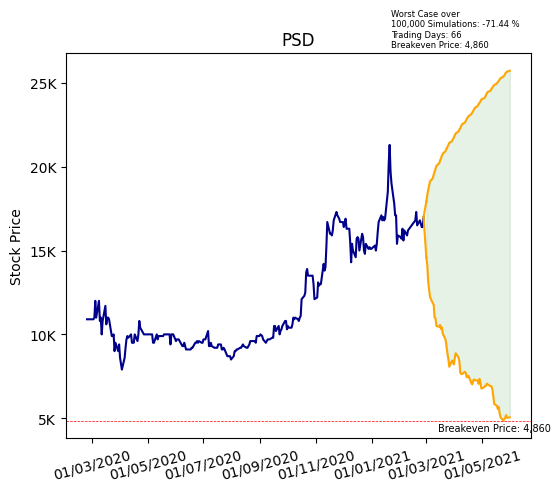 Worst Case over
100,000 Simulations: -71.44 %
Trading Days: 66
Breakeven Price: 4,860
PSD
Stock Price
25K
20K
15K
10K
5K
Breakeven Price: 4,860
01/03/2020
01/05/2020
01/07/2020
01/09/2020
01/11/2020
01/01/2021
01/03/2021
01/05/2021